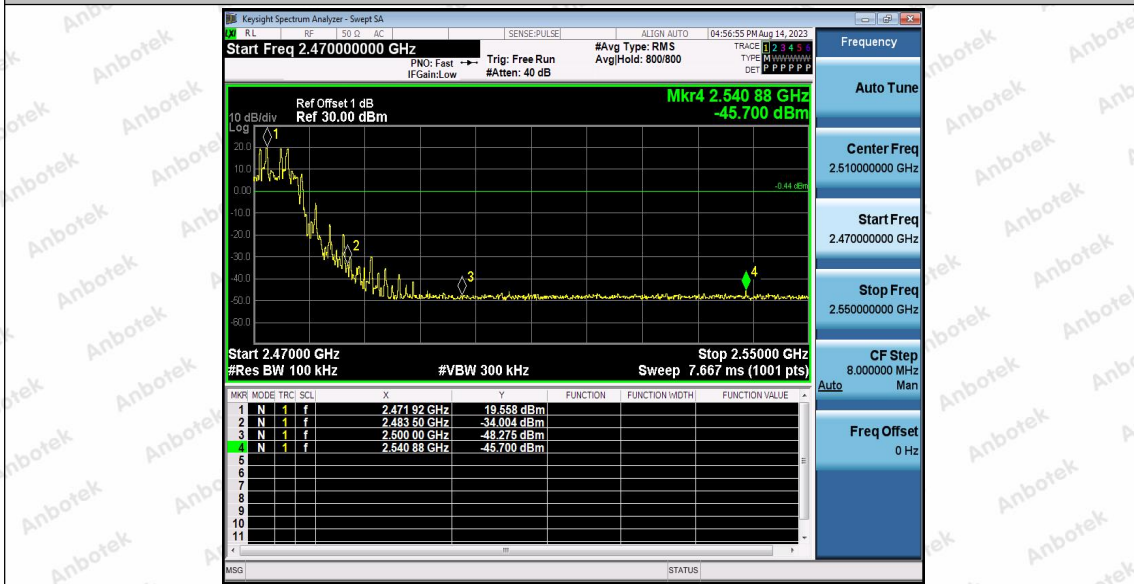 Keysight Spectrum Analyzer - Swept SA
LXI RL RF 50 Ω AC SENSE:PULSE ALIGN AUTO 04:56:55 PM Aug 14, 2023
Start Freq 2.470000000 GHz
PNO: Fast
IFGain:Low
Trig: Free Run
#Atten: 40 dB
#Avg Type: RMS
Avg|Hold: 800/800
TRACE 1 2 3 4 5 6
TYPE M WWWWW
DET P P P P P P
Mkr4 2.540 88 GHz
-45.700 dBm
Ref Offset 1 dB
10 dB/div Ref 30.00 dBm
Log
20.0
10.0
0.00
-10.0
-20.0
-30.0
-40.0
-50.0
-60.0
1
2
3
4
-0.44 dBm
Start 2.47000 GHz Stop 2.55000 GHz
#Res BW 100 kHz #VBW 300 kHz Sweep 7.667 ms (1001 pts)
MKR MODE TRC SCL X Y FUNCTION FUNCTION WIDTH FUNCTION VALUE
1 N 1 f 2.471 92 GHz 19.558 dBm
2 N 1 f 2.483 50 GHz -34.004 dBm
3 N 1 f 2.500 00 GHz -48.275 dBm
4 N 1 f 2.540 88 GHz -45.700 dBm
5
6
7
8
9
10
11
MSG STATUS
Frequency
Auto Tune
Center Freq
2.510000000 GHz
Start Freq
2.470000000 GHz
Stop Freq
2.550000000 GHz
CF Step
8.000000 MHz
Auto Man
Freq Offset
0 Hz
Anbotek